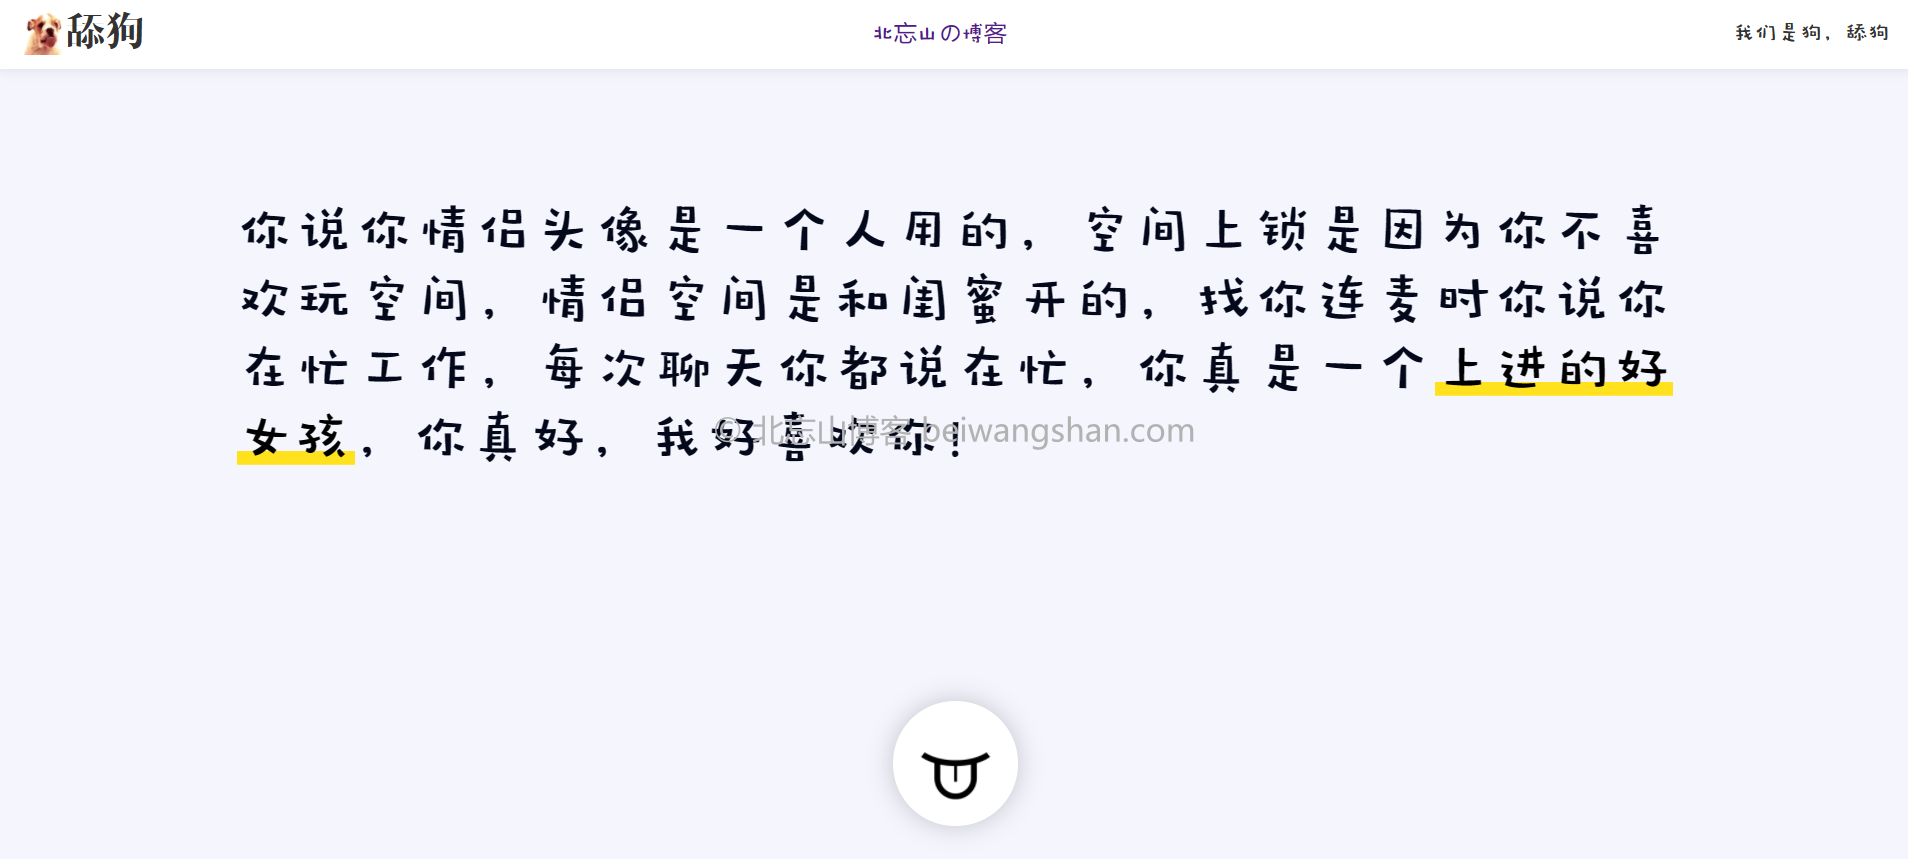 舔狗
北忘山の博客
我们是狗，舔狗
你说你情侣头像是一个人用的，空间上锁是因为你不喜
欢玩空间，情侣空间是和闺蜜开的，找你连麦时你说你
在忙工作，每次聊天你都说在忙，你真是一个上进的好
女孩，你真好，我好喜欢你！
© 北忘山博客 beiwangshan.com